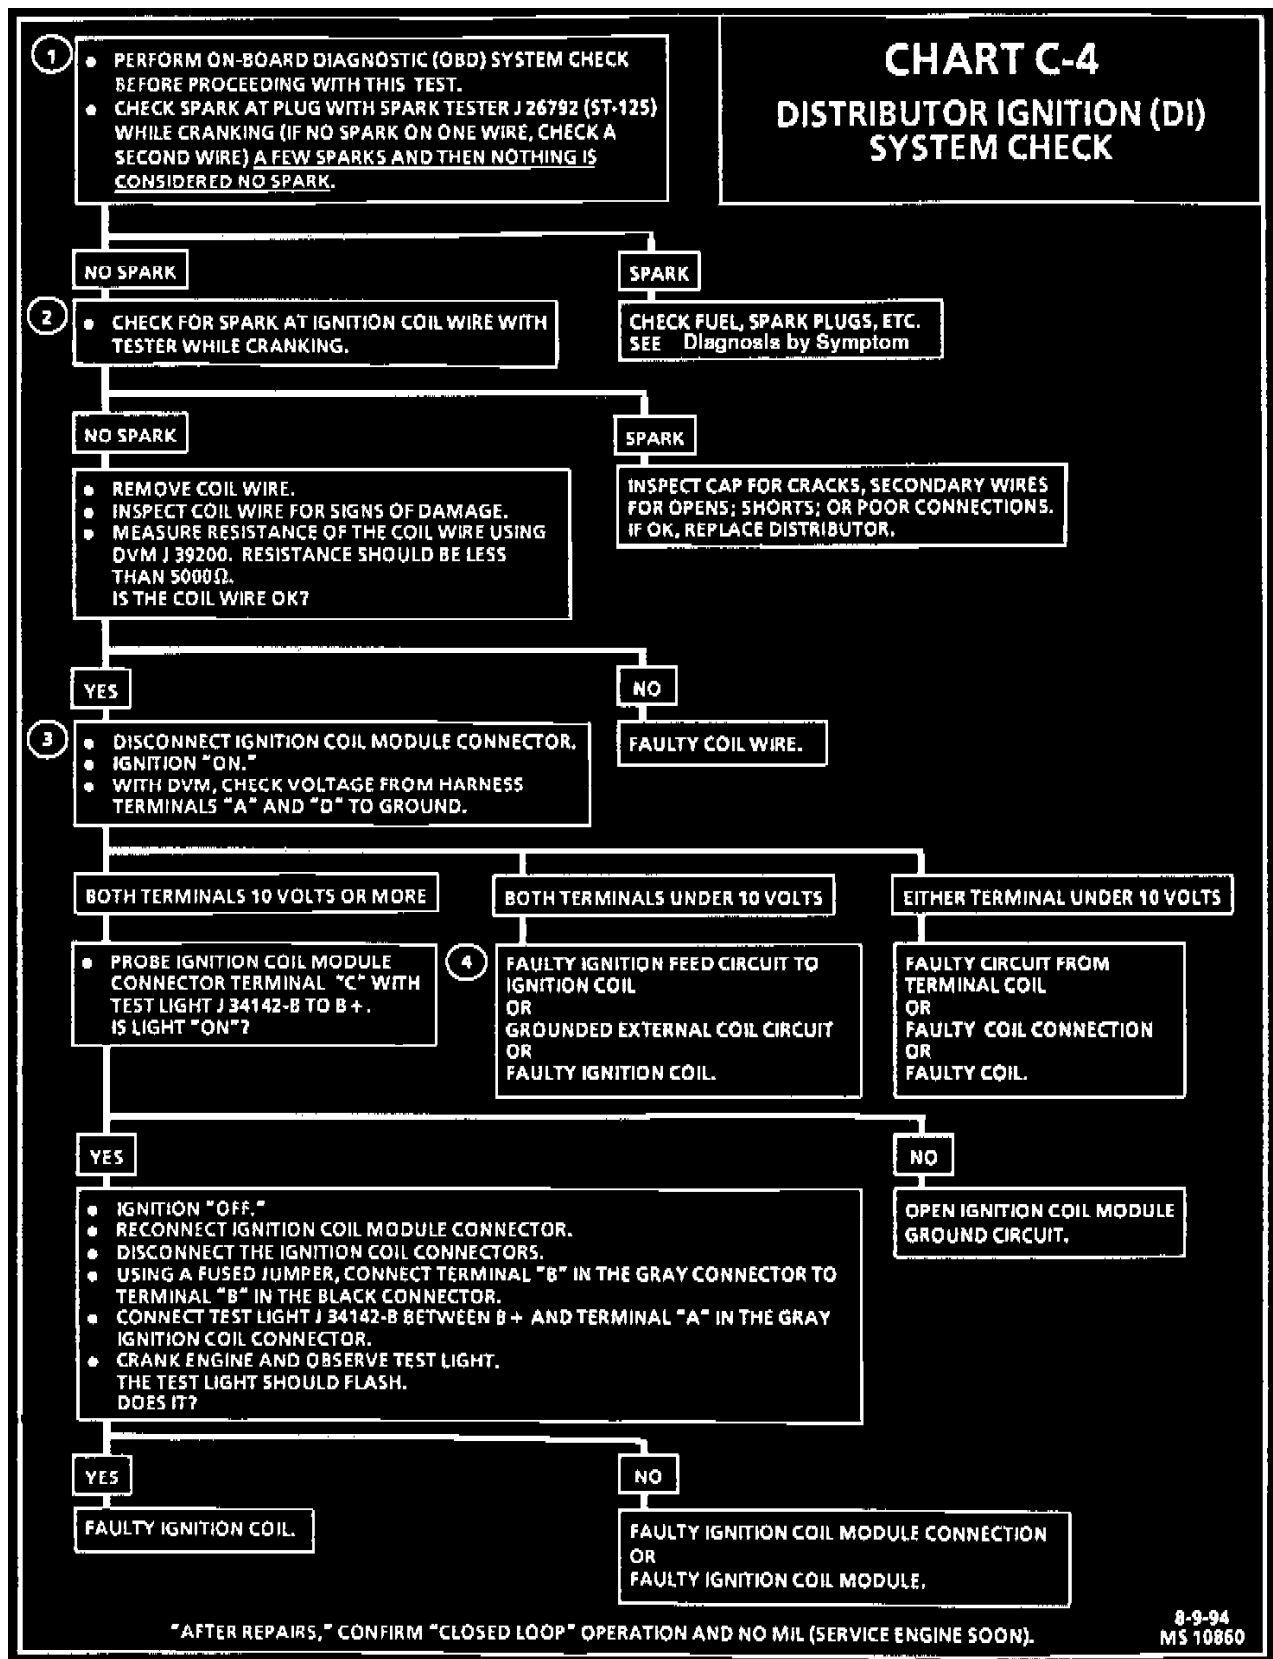 CHART C-4
DISTRIBUTOR IGNITION (DI)
SYSTEM CHECK
1
• PERFORM ON-BOARD DIAGNOSTIC (OBD) SYSTEM CHECK
BEFORE PROCEEDING WITH THIS TEST.
• CHECK SPARK AT PLUG WITH SPARK TESTER J 26792 (ST-125)
WHILE CRANKING (IF NO SPARK ON ONE WIRE, CHECK A
SECOND WIRE) A FEW SPARKS AND THEN NOTHING IS
CONSIDERED NO SPARK.
NO SPARK
SPARK
2
• CHECK FOR SPARK AT IGNITION COIL WIRE WITH
TESTER WHILE CRANKING.
CHECK FUEL, SPARK PLUGS, ETC.
SEE Diagnosis by Symptom
NO SPARK
SPARK
• REMOVE COIL WIRE.
• INSPECT COIL WIRE FOR SIGNS OF DAMAGE.
• MEASURE RESISTANCE OF THE COIL WIRE USING
DVM J 39200. RESISTANCE SHOULD BE LESS
THAN 5000Ω.
IS THE COIL WIRE OK?
INSPECT CAP FOR CRACKS, SECONDARY WIRES
FOR OPENS; SHORTS; OR POOR CONNECTIONS.
IF OK, REPLACE DISTRIBUTOR.
YES
NO
3
• DISCONNECT IGNITION COIL MODULE CONNECTOR.
• IGNITION "ON."
• WITH DVM, CHECK VOLTAGE FROM HARNESS
TERMINALS "A" AND "D" TO GROUND.
FAULTY COIL WIRE.
BOTH TERMINALS 10 VOLTS OR MORE
BOTH TERMINALS UNDER 10 VOLTS
EITHER TERMINAL UNDER 10 VOLTS
• PROBE IGNITION COIL MODULE
CONNECTOR TERMINAL "C" WITH
TEST LIGHT J 34142-B TO B+.
IS LIGHT "ON"?
4
FAULTY IGNITION FEED CIRCUIT TO
IGNITION COIL
OR
GROUNDED EXTERNAL COIL CIRCUIT
OR
FAULTY IGNITION COIL.
FAULTY CIRCUIT FROM
TERMINAL COIL
OR
FAULTY COIL CONNECTION
OR
FAULTY COIL.
YES
NO
• IGNITION "OFF."
• RECONNECT IGNITION COIL MODULE CONNECTOR.
• DISCONNECT THE IGNITION COIL CONNECTORS.
• USING A FUSED JUMPER, CONNECT TERMINAL "B" IN THE GRAY CONNECTOR TO
TERMINAL "B" IN THE BLACK CONNECTOR.
• CONNECT TEST LIGHT J 34142-B BETWEEN B+ AND TERMINAL "A" IN THE GRAY
IGNITION COIL CONNECTOR.
• CRANK ENGINE AND OBSERVE TEST LIGHT.
THE TEST LIGHT SHOULD FLASH.
DOES IT?
OPEN IGNITION COIL MODULE
GROUND CIRCUIT.
YES
NO
FAULTY IGNITION COIL.
FAULTY IGNITION COIL MODULE CONNECTION
OR
FAULTY IGNITION COIL MODULE.
"AFTER REPAIRS," CONFIRM "CLOSED LOOP" OPERATION AND NO MIL (SERVICE ENGINE SOON).
8-9-94
MS 10860